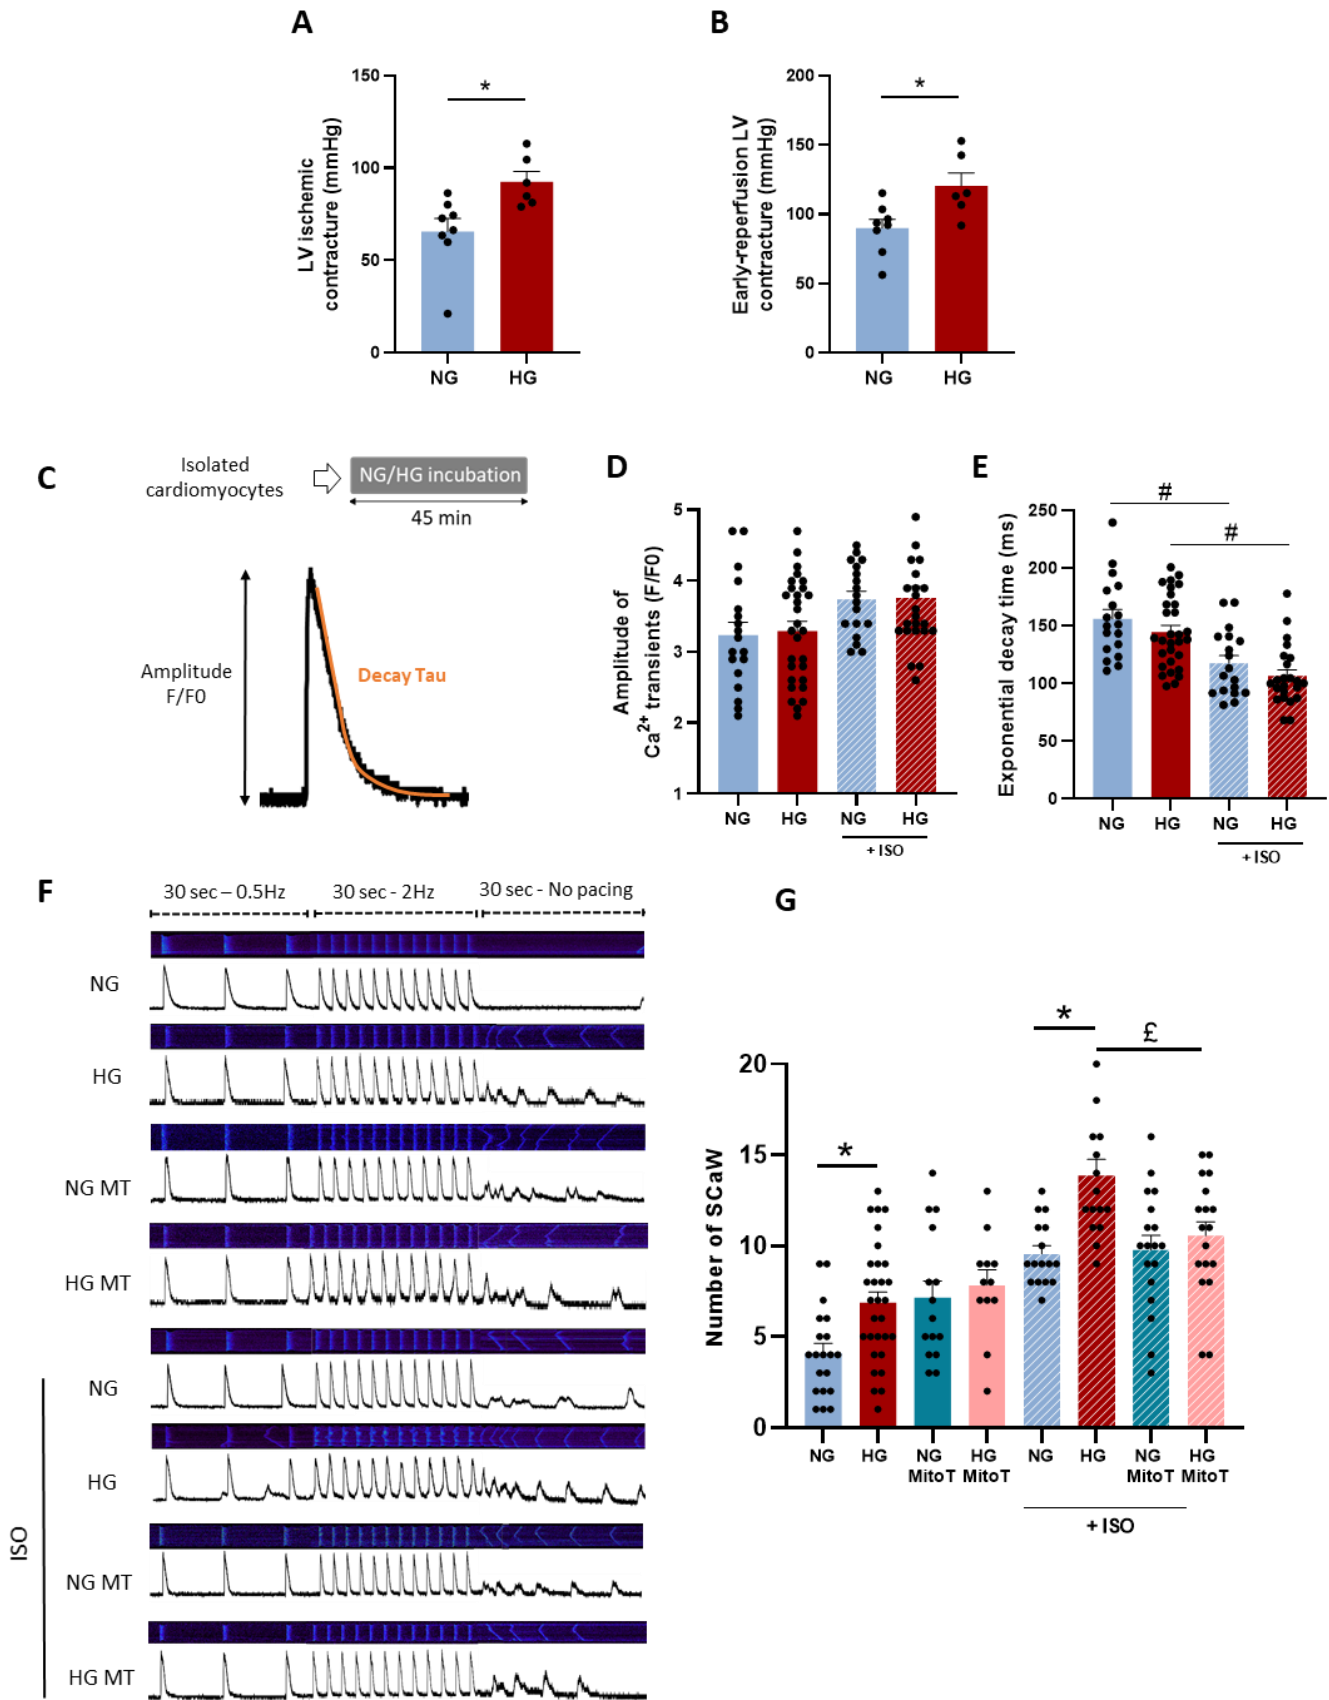 A
LV ischemic
contracture (mmHg)
150
100
50
0
*
NG
HG
B
Early-reperfusion LV
contracture (mmHg)
200
150
100
50
0
*
NG
HG
C
Isolated
cardiomyocytes
NG/HG incubation
45 min
Amplitude
F/F0
Decay Tau
D
Amplitude of
Ca2+ transients (F/F0)
5
4
3
2
1
NG
HG
NG
HG
+ ISO
E
Exponential decay time (ms)
250
200
150
100
50
0
#
#
NG
HG
NG
HG
+ ISO
F
30 sec – 0.5Hz
30 sec - 2Hz
30 sec - No pacing
NG
HG
NG MT
HG MT
ISO
NG
HG
NG MT
HG MT
G
Number of SCaW
20
15
10
5
0
*
*
£
NG
HG
NG
MitoT
HG
MitoT
NG
HG
NG
MitoT
HG
MitoT
+ ISO